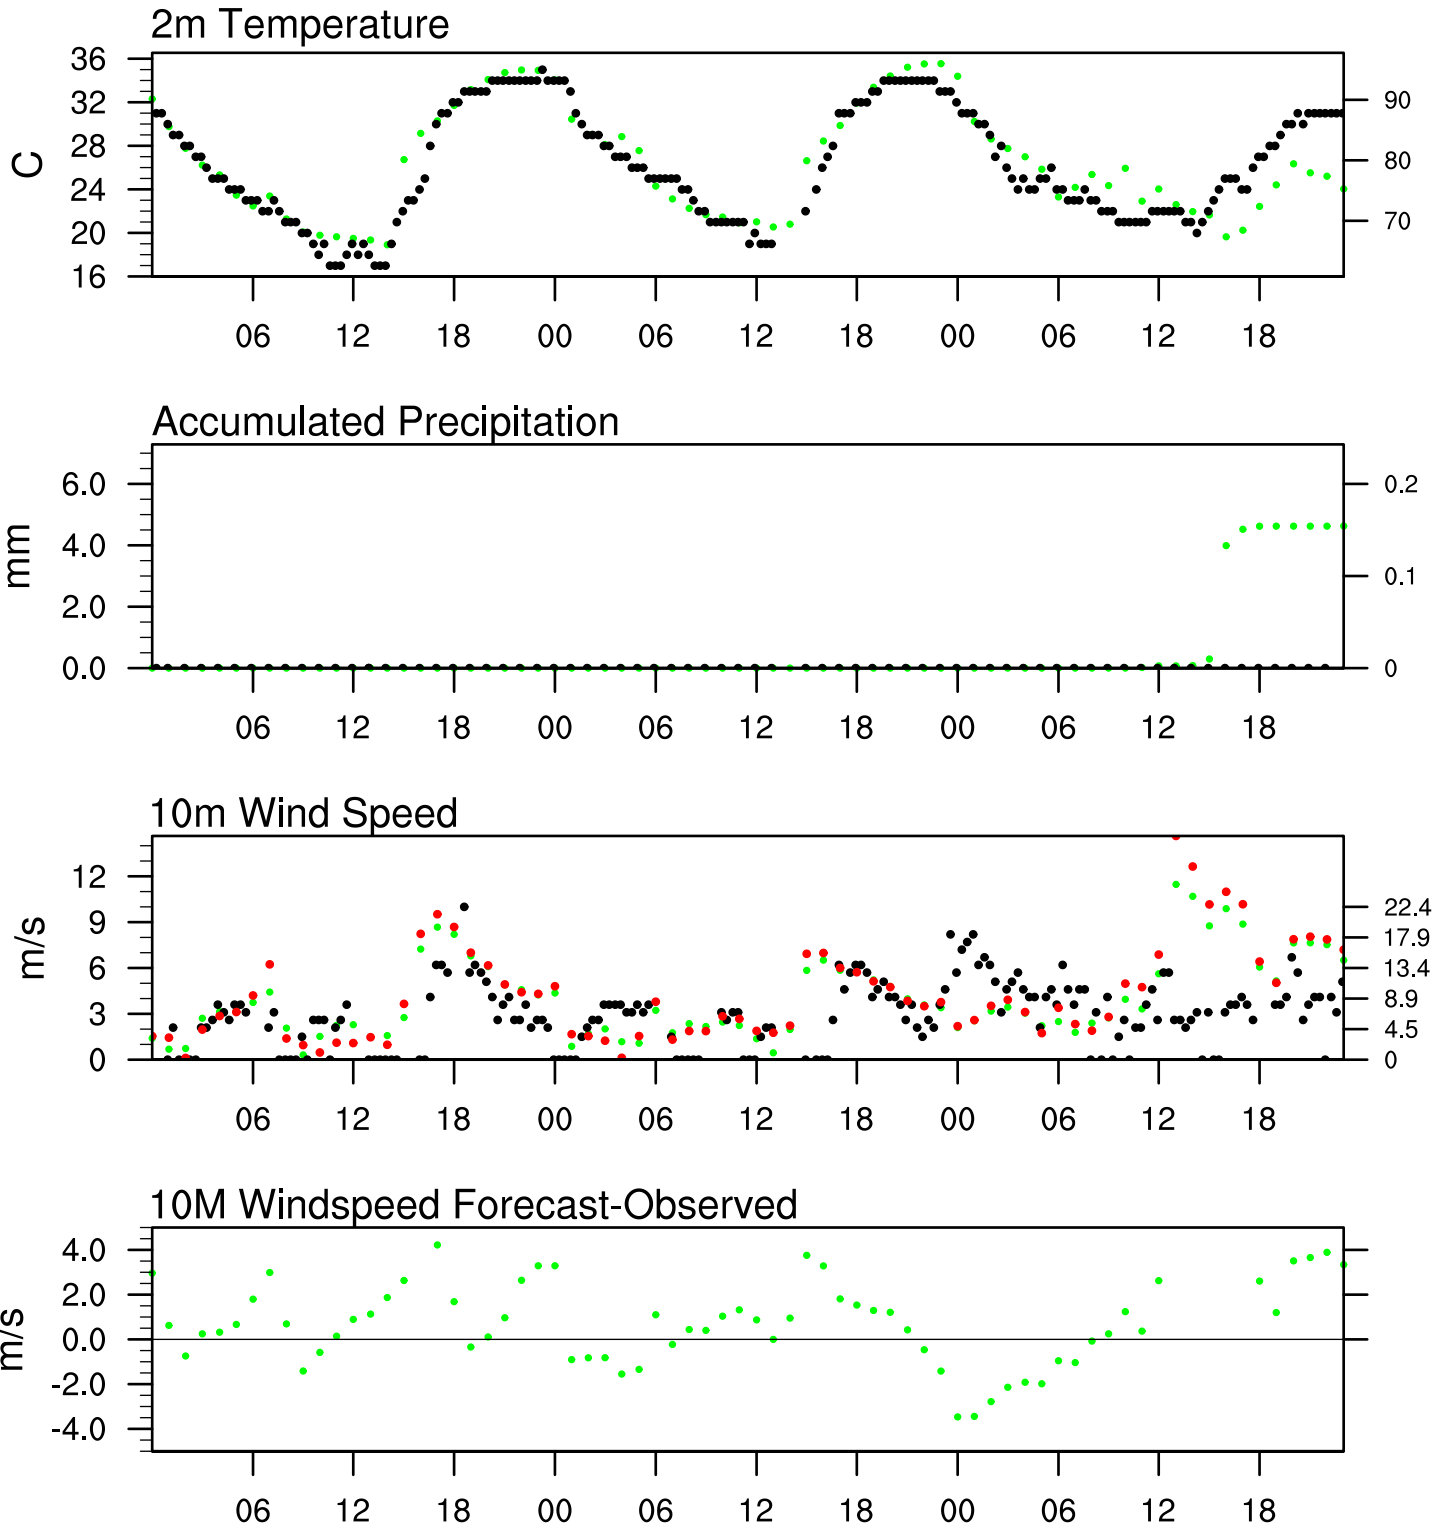 2m Temperature
36
32
28
24
20
16
C
90
80
70
06 12 18 00 06 12 18 00 06 12 18
Accumulated Precipitation
6.0
4.0
2.0
0.0
mm
0.2
0.1
0
06 12 18 00 06 12 18 00 06 12 18
10m Wind Speed
12
9
6
3
0
m/s
22.4
17.9
13.4
8.9
4.5
0
06 12 18 00 06 12 18 00 06 12 18
10M Windspeed Forecast-Observed
4.0
2.0
0.0
-2.0
-4.0
m/s
06 12 18 00 06 12 18 00 06 12 18